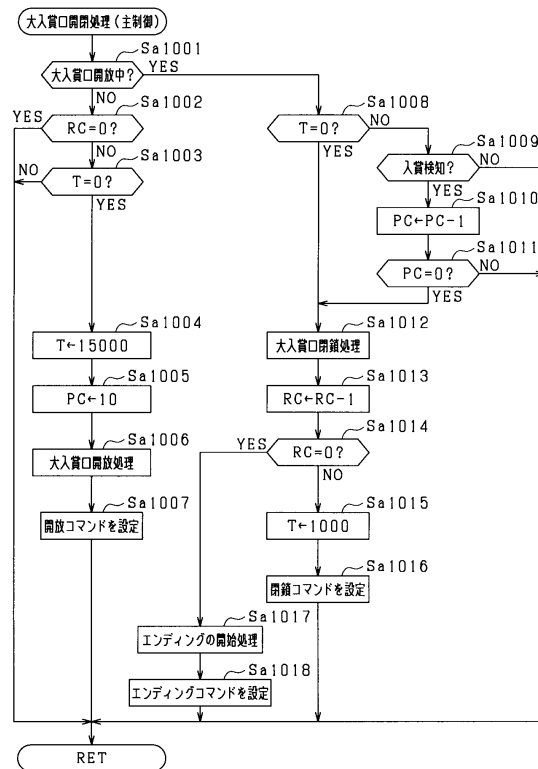 大入賞口開閉処理(主制御)
Sa1001
大入賞口開放中?
YES
NO
Sa1002
YES
RC=0?
NO
Sa1003
NO
T=0?
YES
Sa1004
T←15000
Sa1005
PC←10
Sa1006
大入賞口開放処理
Sa1007
開放コマンドを設定
Sa1008
T=0?
NO
YES
Sa1009
入賞検知?
NO
YES
Sa1010
PC←PC-1
Sa1011
PC=0?
NO
YES
Sa1012
大入賞口閉鎖処理
Sa1013
RC←RC-1
Sa1014
YES
RC=0?
NO
Sa1015
T←1000
Sa1016
閉鎖コマンドを設定
Sa1017
エンディングの開始処理
Sa1018
エンディングコマンドを設定
RET